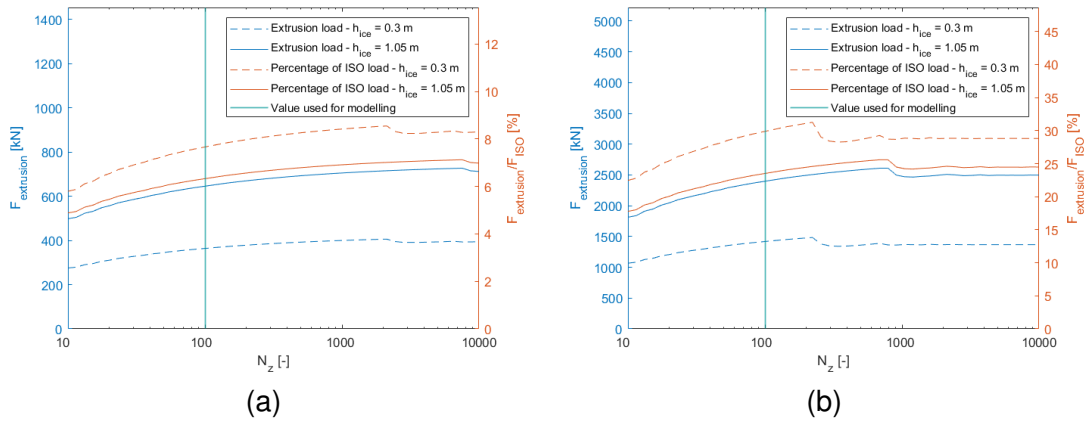 Extrusion load - h_ice = 0.3 m
Extrusion load - h_ice = 1.05 m
Percentage of ISO load - h_ice = 0.3 m
Percentage of ISO load - h_ice = 1.05 m
Value used for modelling
F_extrusion [kN]
1400
1200
1000
800
600
400
200
0
F_extrusion/F_ISO [%]
12
10
8
6
4
2
0
10
100
1000
10000
N_z [-]
(a)
Extrusion load - h_ice = 0.3 m
Extrusion load - h_ice = 1.05 m
Percentage of ISO load - h_ice = 0.3 m
Percentage of ISO load - h_ice = 1.05 m
Value used for modelling
F_extrusion [kN]
5000
4500
4000
3500
3000
2500
2000
1500
1000
500
0
F_extrusion/F_ISO [%]
45
40
35
30
25
20
15
10
5
0
10
100
1000
10000
N_z [-]
(b)